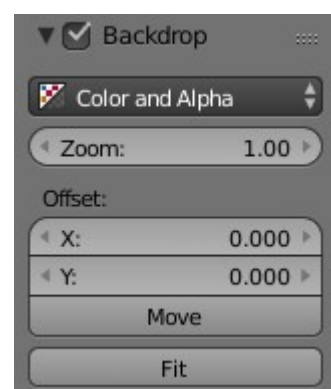 Backdrop
Color and Alpha
Zoom: 1.00
Offset:
X: 0.000
Y: 0.000
Move
Fit